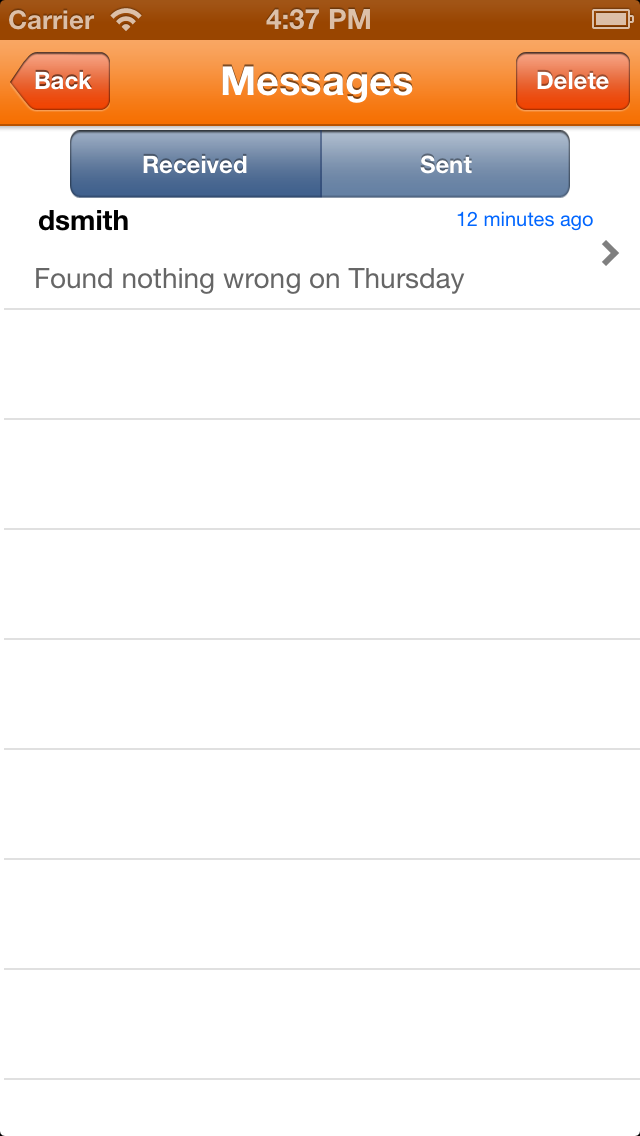 Carrier 4:37 PM
Back Messages Delete
Received Sent
dsmith 12 minutes ago
Found nothing wrong on Thursday